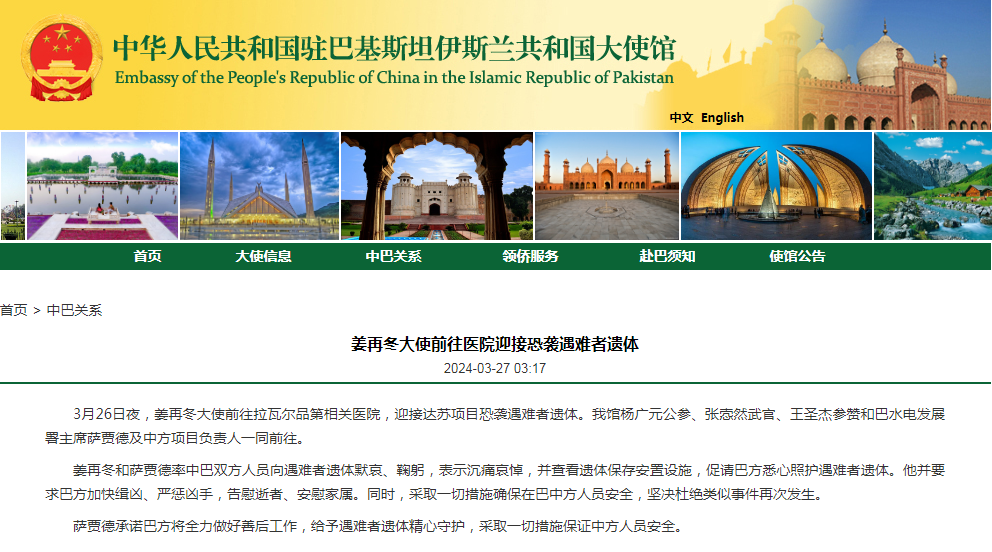 中华人民共和国驻巴基斯坦伊斯兰共和国大使馆
Embassy of the People's Republic of China in the Islamic Republic of Pakistan
中文 English
首页 大使信息 中巴关系 领侨服务 赴巴须知 使馆公告
首页 > 中巴关系
姜再冬大使前往医院迎接恐袭遇难者遗体
2024-03-27 03:17
3月26日夜，姜再冬大使前往拉瓦尔品第相关医院，迎接达苏项目恐袭遇难者遗体。我馆杨广元公参、张志然武官、王圣杰参赞和巴水电发展
署主席萨贾德及中方项目负责人一同前往。
姜再冬和萨贾德率中巴双方人员向遇难者遗体默哀、鞠躬，表示沉痛哀悼，并查看遗体保存安置设施，促请巴方悉心照护遇难者遗体。他并要
求巴方加快缉凶、严惩凶手，告慰逝者、安慰家属。同时，采取一切措施确保在巴中方人员安全，坚决杜绝类似事件再次发生。
萨贾德承诺巴方将全力做好善后工作，给予遇难者遗体精心守护，采取一切措施保证中方人员安全。